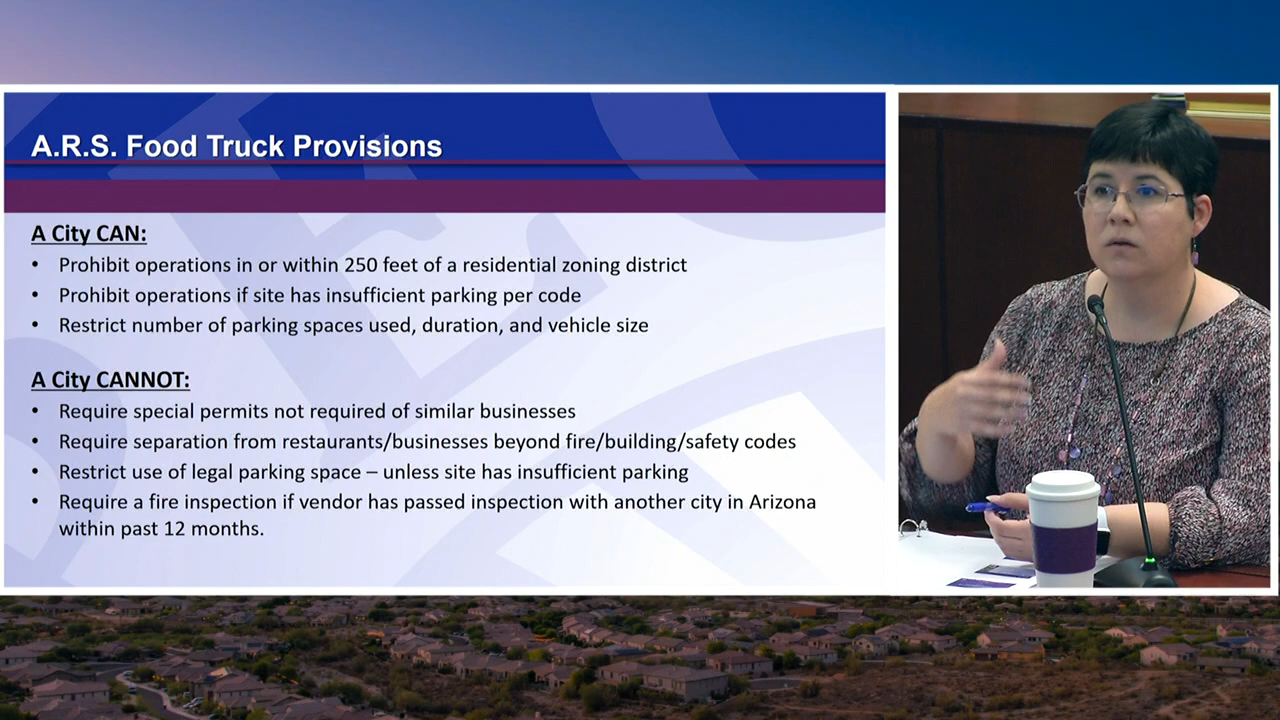 A.R.S. Food Truck Provisions
A City CAN:
• Prohibit operations in or within 250 feet of a residential zoning district
• Prohibit operations if site has insufficient parking per code
• Restrict number of parking spaces used, duration, and vehicle size
A City CANNOT:
• Require special permits not required of similar businesses
• Require separation from restaurants/businesses beyond fire/building/safety codes
• Restrict use of legal parking space – unless site has insufficient parking
• Require a fire inspection if vendor has passed inspection with another city in Arizona
within past 12 months.